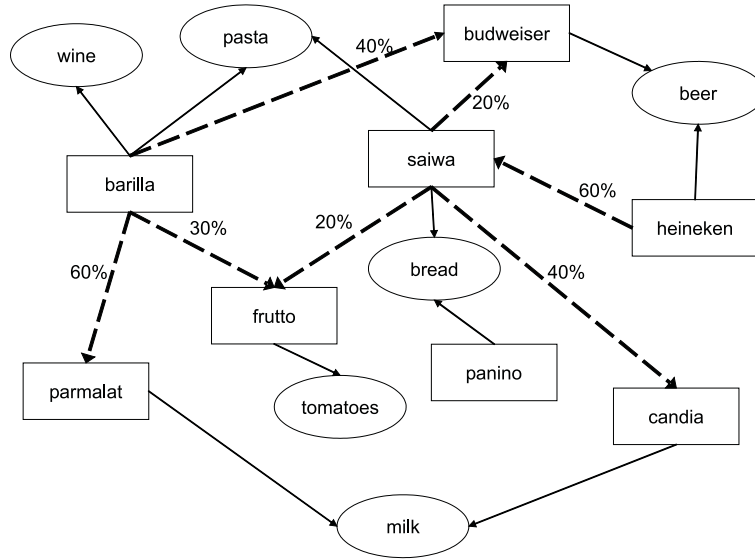 pasta
budweiser
wine
40%
20%
beer
barilla
saiwa
60%
heineken
30%
20%
60%
bread
40%
frutto
parmalat
panino
tomatoes
candia
milk